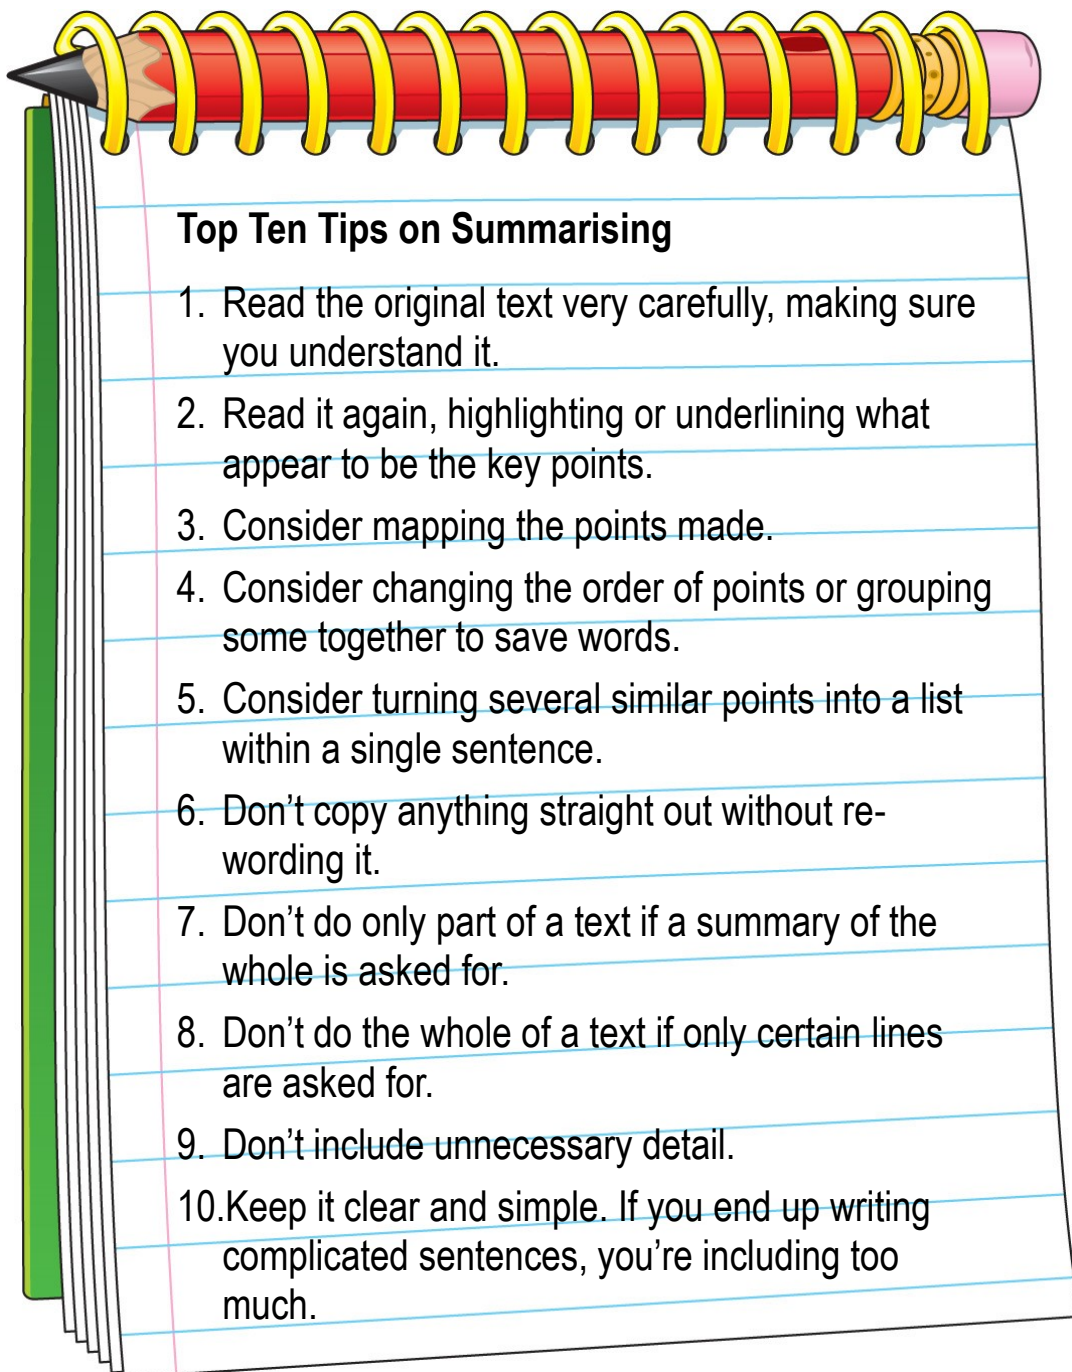 Top Ten Tips on Summarising
1. Read the original text very carefully, making sure
you understand it.
2. Read it again, highlighting or underlining what
appear to be the key points.
3. Consider mapping the points made.
4. Consider changing the order of points or grouping
some together to save words.
5. Consider turning several similar points into a list
within a single sentence.
6. Don’t copy anything straight out without re-
wording it.
7. Don’t do only part of a text if a summary of the
whole is asked for.
8. Don’t do the whole of a text if only certain lines
are asked for.
9. Don’t include unnecessary detail.
10.Keep it clear and simple. If you end up writing
complicated sentences, you’re including too
much.